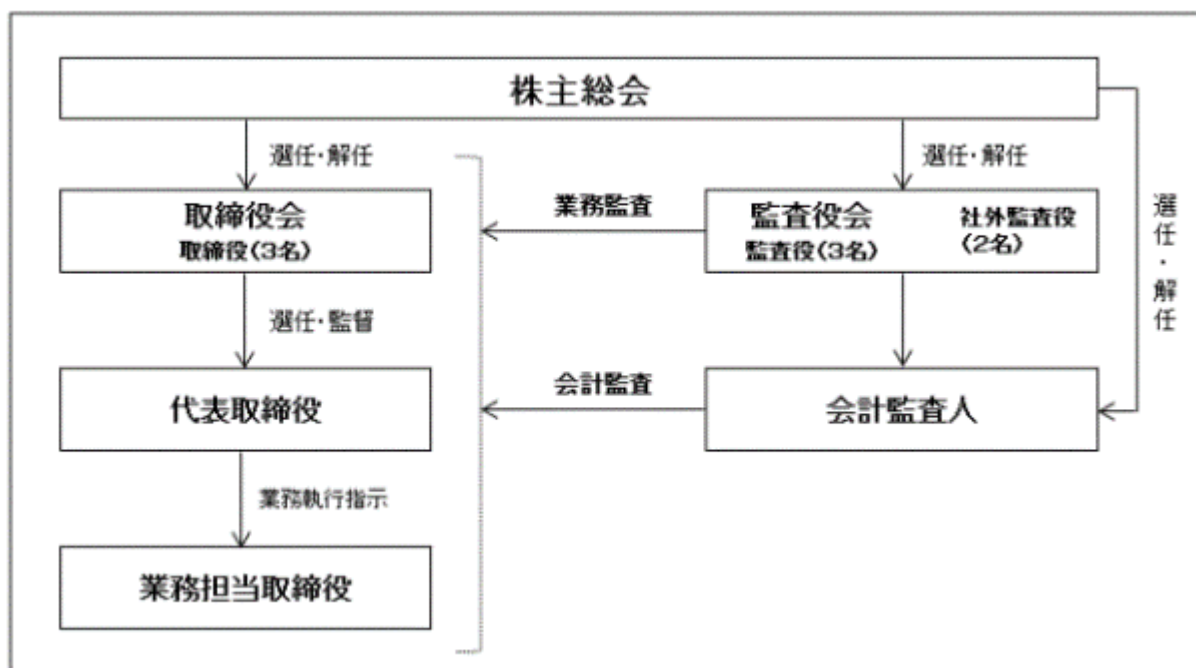 株主総会
選任・解任
選任・解任
選任・解任
取締役会
取締役(3名)
業務監査
監査役会
監査役(3名)
社外監査役
(2名)
選任・監督
代表取締役
会計監査
会計監査人
業務執行指示
業務担当取締役